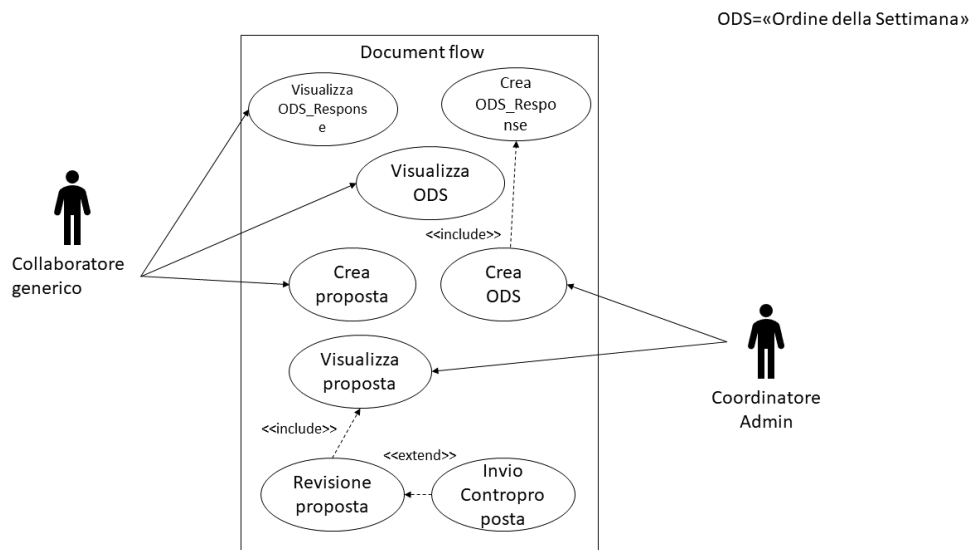 ODS=«Ordine della Settimana»
Document flow
Visualizza
ODS_Respons
e
Crea
ODS_Respo
nse
Visualizza
ODS
<<include>>
Collaboratore
generico
Crea
proposta
Crea
ODS
Visualizza
proposta
Coordinatore
Admin
<<include>>
<<extend>>
Revisione
proposta
Invio
Contropro
posta